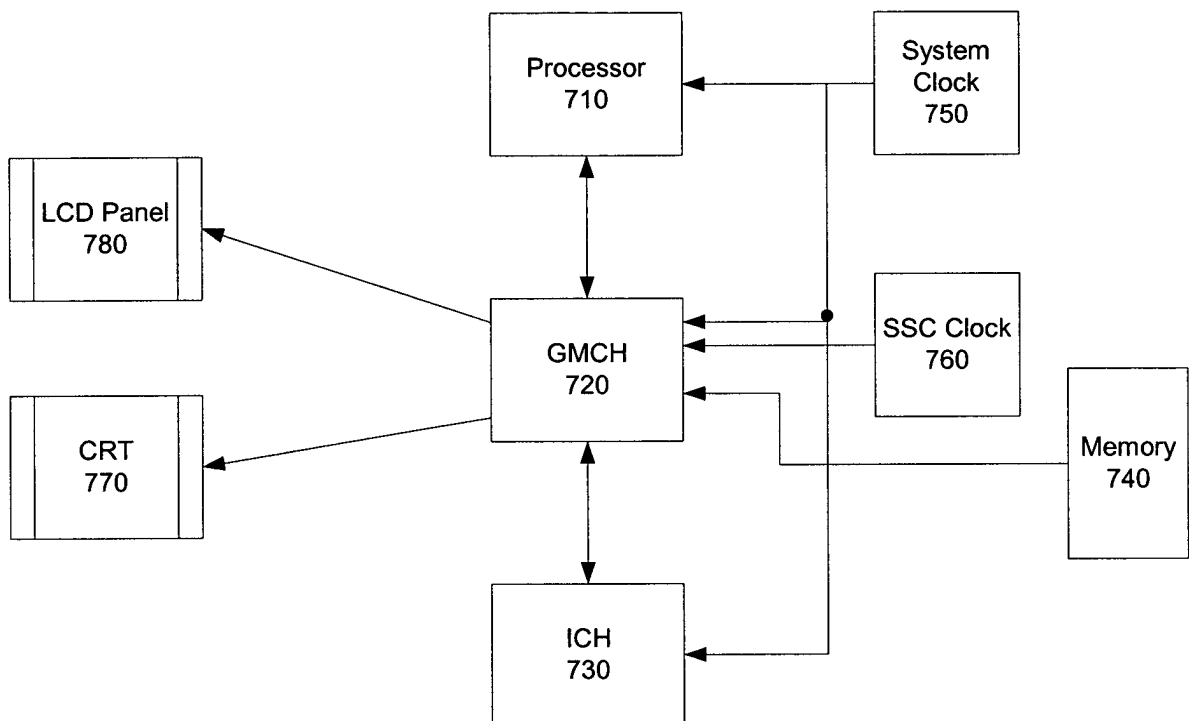 Processor
710
System
Clock
750
LCD Panel
780
GMCH
720
SSC Clock
760
CRT
770
Memory
740
ICH
730